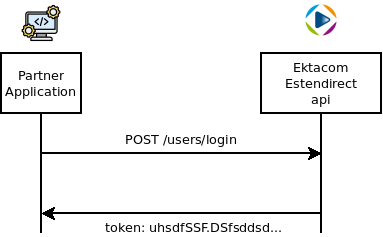 Partner
Application
Ektacom
Estendirect
api
POST /users/login
token: uhsdfSSF.DSfsddsd...